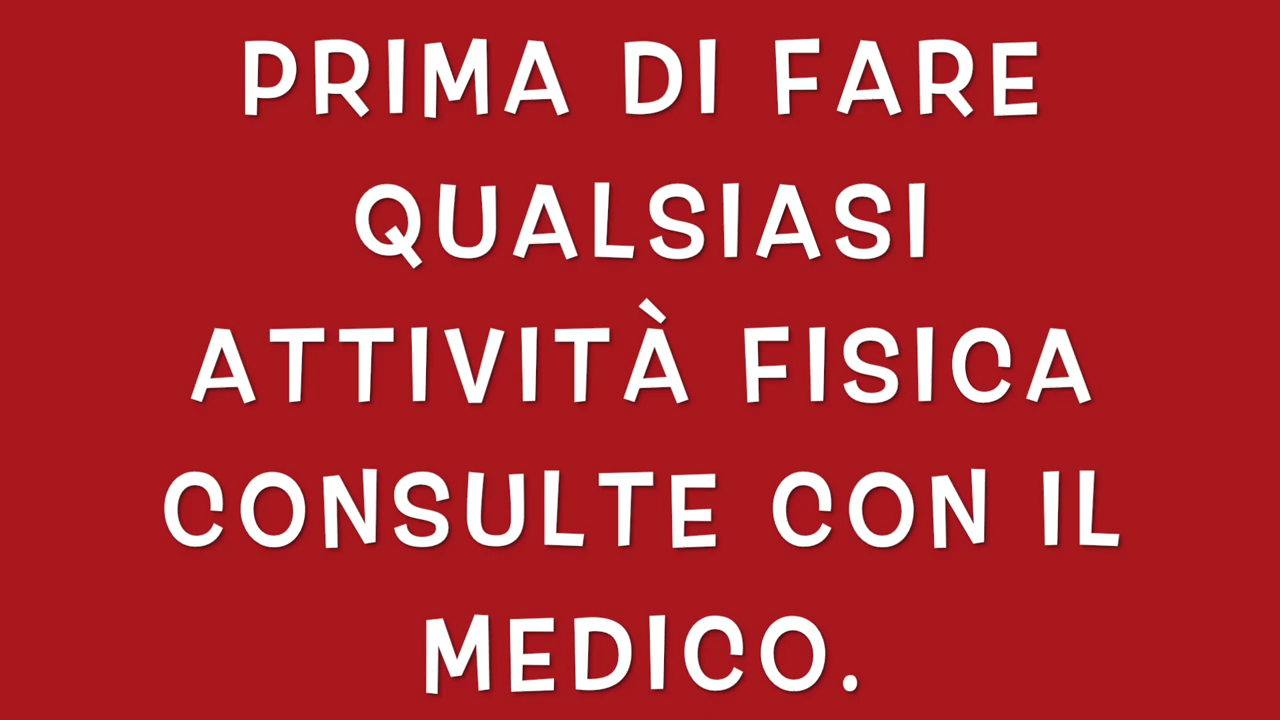 PRIMA DI FARE
QUALSIASI
ATTIVITÀ FISICA
CONSULTE CON IL
MEDICO.